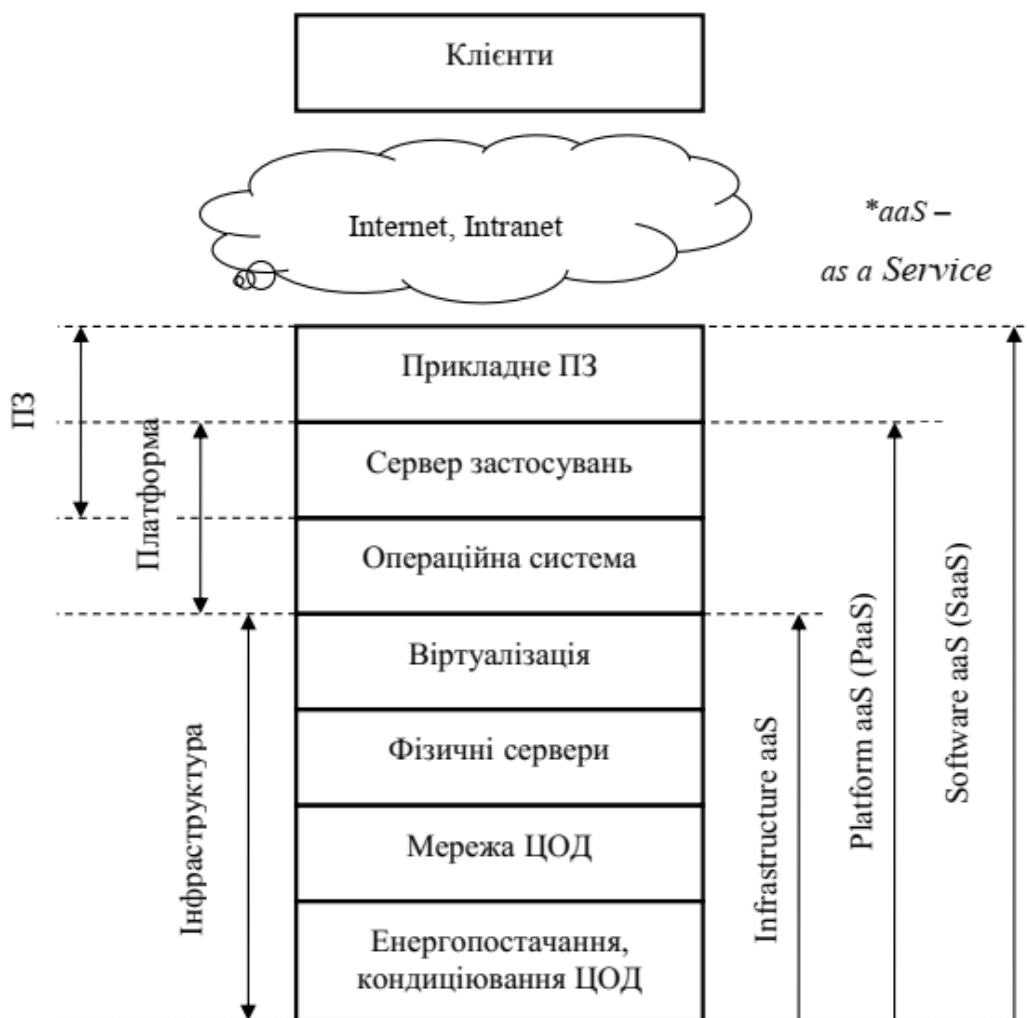 Клієнти
Internet, Intranet
*aaS –
as a Service
Прикладне ПЗ
ПЗ
Сервер застосувань
Платформа
Операційна система
Віртуалізація
Фізичні сервери
Мережа ЦОД
Енергопостачання,
кондиціювання ЦОД
Інфраструктура
Infrastructure aaS
Platform aaS (PaaS)
Software aaS (SaaS)